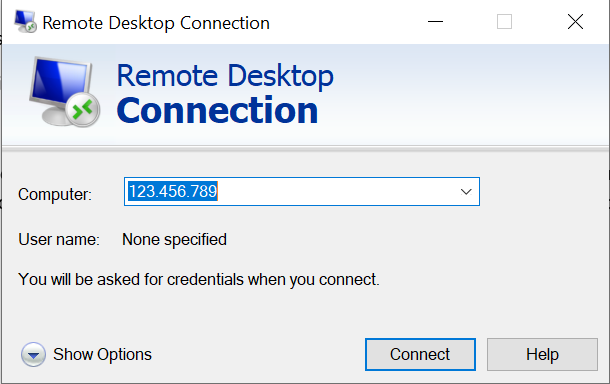 Remote Desktop Connection
Remote Desktop
Connection
Computer: 123.456.789
User name: None specified
You will be asked for credentials when you connect.
Show Options Connect Help